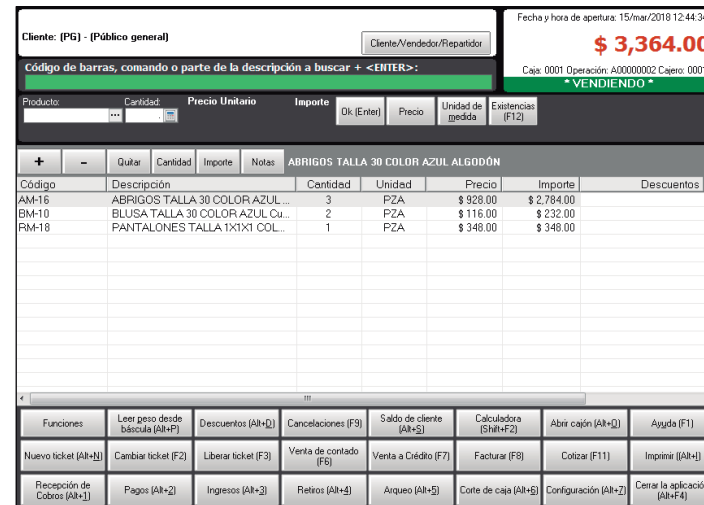 Fecha y hora de apertura: 15/mar/2018 12:44:34
Cliente: (PG) - (Público general)
Cliente/Vendedor/Repartidor
$ 3,364.00
Código de barras, comando o parte de la descripción a buscar + <ENTER>:
Caja: 0001 Operación: A00000002 Cajero: 0001
* VENDIENDO *
Producto: Cantidad: Precio Unitario Importe
Ok (Enter) Precio Unidad de medida Existencias (F12)
+ - Quitar Cantidad Importe Notas ABRIGOS TALLA 30 COLOR AZUL ALGODÓN
Código Descripción Cantidad Unidad Precio Importe Descuentos
AM-16 ABRIGOS TALLA 30 COLOR AZUL ... 3 PZA $ 928.00 $ 2,784.00
BM-10 BLUSA TALLA 30 COLOR AZUL Cu... 2 PZA $ 116.00 $ 232.00
RM-18 PANTALONES TALLA 1X1X1 COL... 1 PZA $ 348.00 $ 348.00
Funciones Leer peso desde báscula (Alt+P) Descuentos (Alt+D) Cancelaciones (F9) Saldo de cliente (Alt+S) Calculadora (Shift+F2) Abrir cajón (Alt+O) Ayuda (F1)
Nuevo ticket (Alt+N) Cambiar ticket (F2) Liberar ticket (F3) Venta de contado (F6) Venta a Crédito (F7) Facturar (F8) Cotizar (F11) Imprimir ((Alt+I)
Recepción de Cobros (Alt+1) Pagos (Alt+2) Ingresos (Alt+3) Retiros (Alt+4) Arqueo (Alt+5) Corte de caja (Alt+6) Configuración (Alt+7) Cerrar la aplicació (Alt+F4)